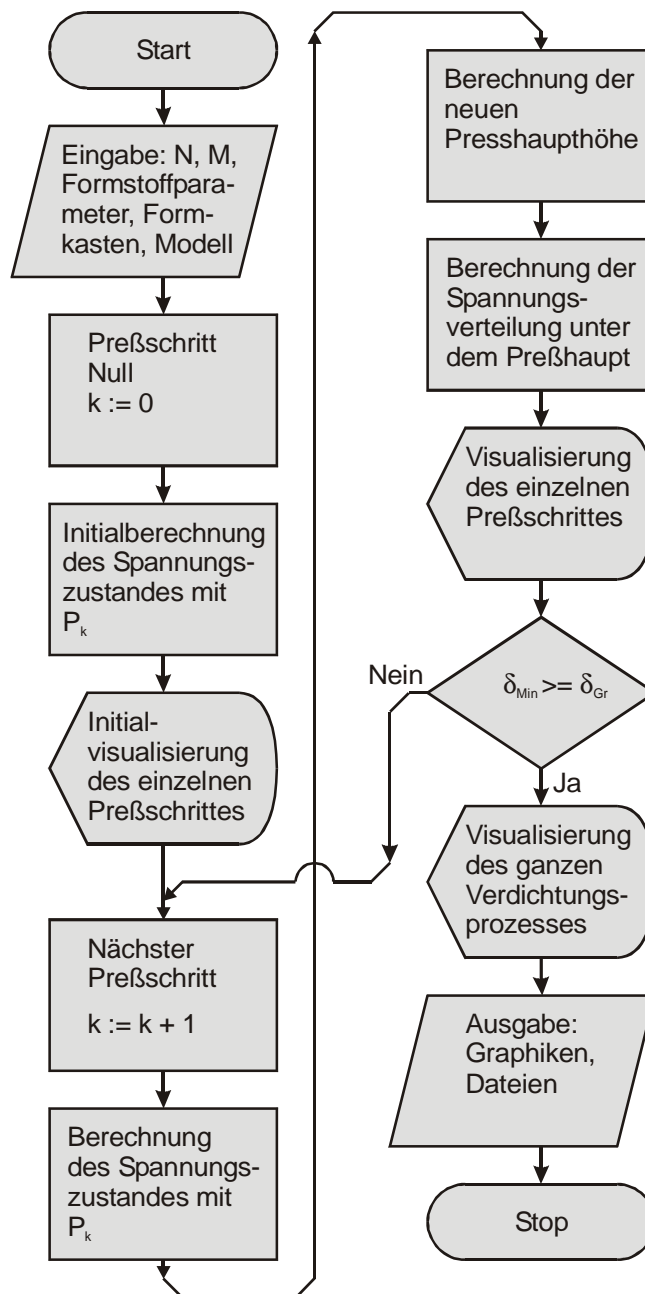 Start
Eingabe: N, M,
Formstoffpara-
meter, Form-
kasten, Modell
Preßschritt
Null
k := 0
Initialberechnung
des Spannungs-
zustandes mit
Pk
Initial-
visualisierung
des einzelnen
Preßschrittes
Nächster
Preßschritt
k := k + 1
Berechnung
des Spannungs-
zustandes mit
Pk
Berechnung der
neuen
Presshaupthöhe
Berechnung der
Spannungs-
verteilung unter
dem Preßhaupt
Visualisierung
des einzelnen
Preßschrittes
Nein
δMin >= δGr
Ja
Visualisierung
des ganzen
Verdichtungs-
prozesses
Ausgabe:
Graphiken,
Dateien
Stop